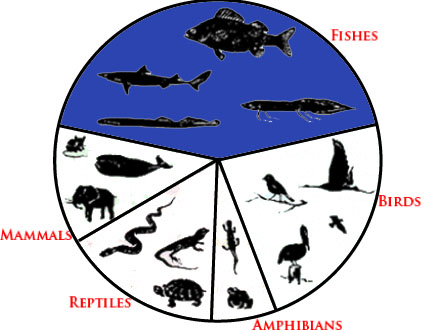 Fishes
Birds
Mammals
Reptiles
Amphibians